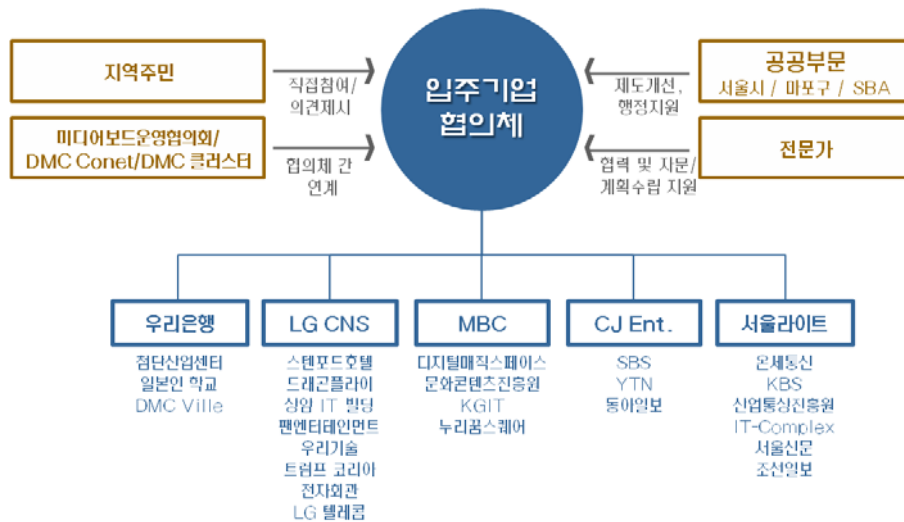 지역주민
직접참여/
의견제시
미디어보드운영협의회/
DMC Conet/DMC 클러스터
협의체 간
연계
입주기업
협의체
공공부문
서울시 / 마포구 / SBA
제도개선,
행정지원
전문가
협력 및 자문/
계획수립 지원
우리은행
첨단산업센터
일본인 학교
DMC Ville
LG CNS
스텐포드호텔
드래곤플라이
상암 IT 빌딩
팬엔터테인먼트
우리기술
트럼프 코리아
전자회관
LG 텔레콤
MBC
디지털매직스페이스
문화콘텐츠진흥원
KGIT
누리꿈스퀘어
CJ Ent.
SBS
YTN
동아일보
서울라이트
온세통신
KBS
산업통상진흥원
IT-Complex
서울신문
조선일보